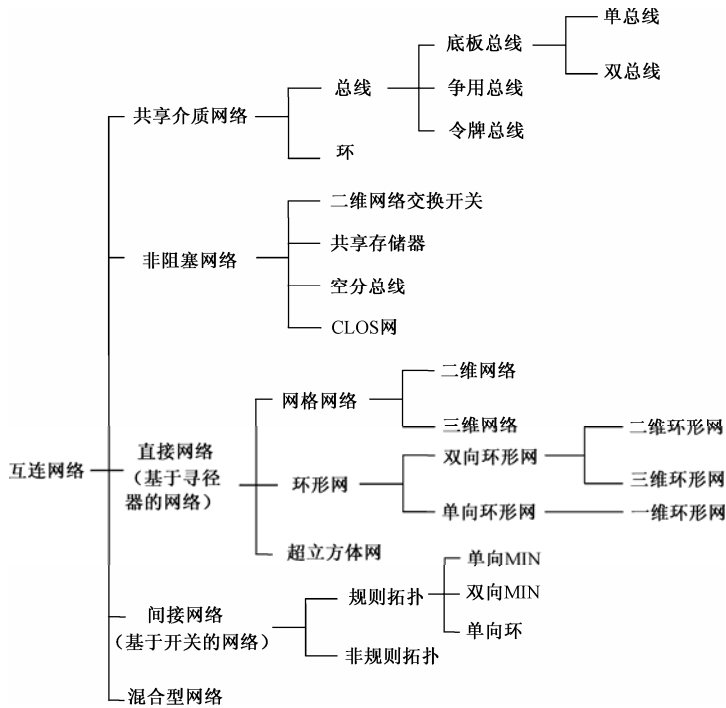 单总线
底板总线
双总线
总线
争用总线
共享介质网络
令牌总线
环
二维网络交换开关
共享存储器
非阻塞网络
空分总线
CLOS网
二维网络
网格网络
三维网络
二维环形网
直接网络
双向环形网
互连网络
(基于寻径
三维环形网
环形网
器的网络)
单向环形网
一维环形网
超立方体网
单向MIN
规则拓扑
双向MIN
间接网络
单向环
(基于开关的网络)
非规则拓扑
混合型网络